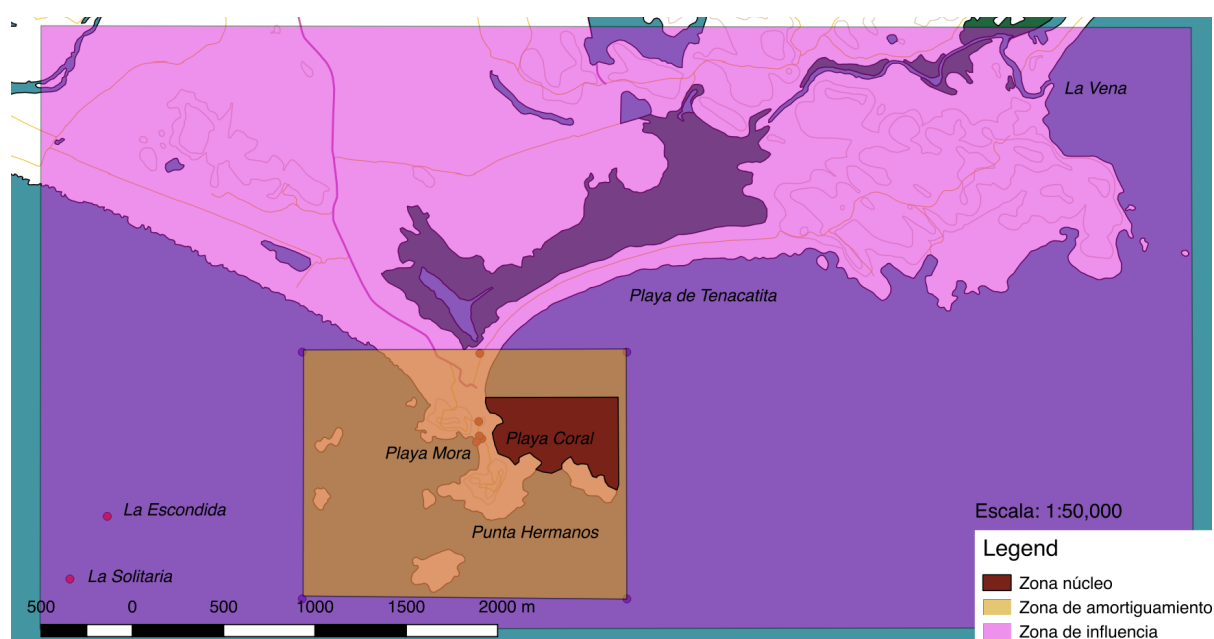 La Vena
Playa de Tenacatita
Playa Coral
Playa Mora
La Escondida
Escala: 1:50,000
Punta Hermanos
Legend
La Solitaria
Zona núcleo
500 0 500 1000 1500 2000 m
Zona de amortiguamiento
Zona de influencia